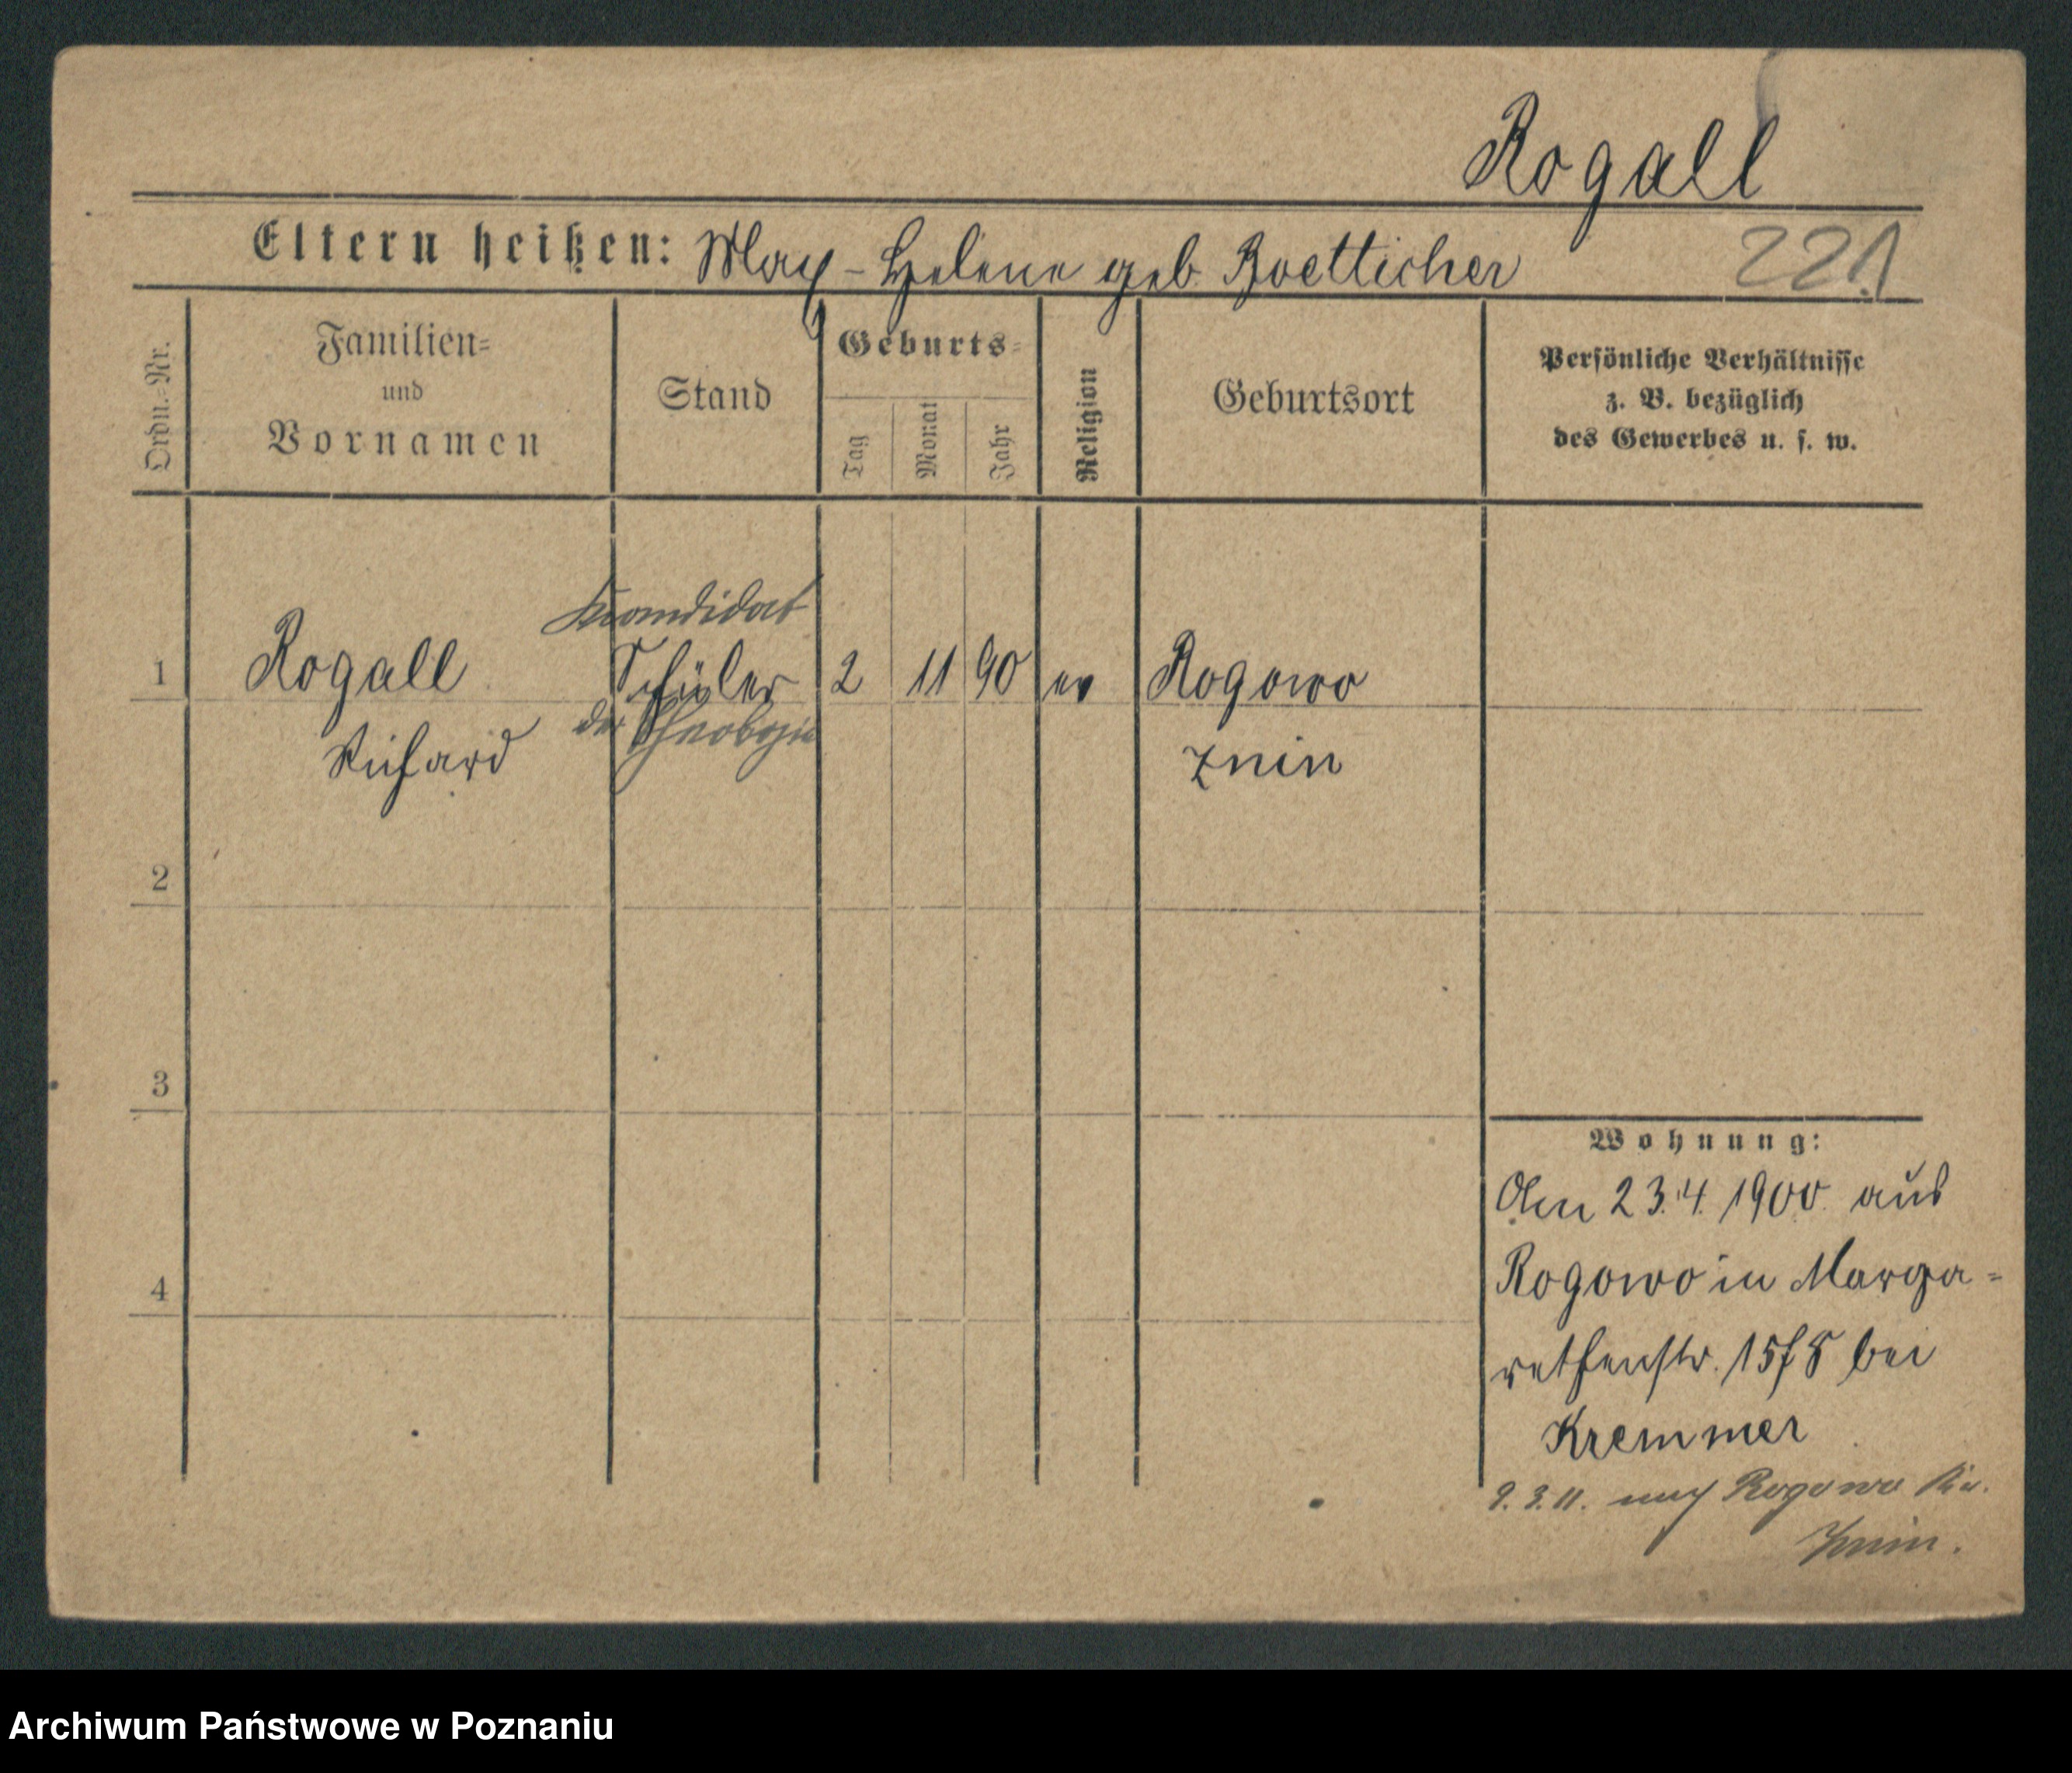 Rogall
Eltern heißen: Max - Helene geb. Boetticher 221
Ordn.-Nr.
Familien- und Vornamen
Stand
Geburts-
Tag
Monat
Jahr
Religion
Geburtsort
Persönliche Verhältnisse
z. B. bezüglich
des Gewerbes u. s. w.
Kandidat
1 Rogall Schüler 2 11 90 ev Rogowo
der Theologie
Richard Znin
2
3
4
Wohnung:
Am 23.4. 1900. aus
Rogowo in Marga-
rethenstr. 15 bei
Kremmer
9.3.11. nach Rogowo Kr.
Znin.
Archiwum Państwowe w Poznaniu